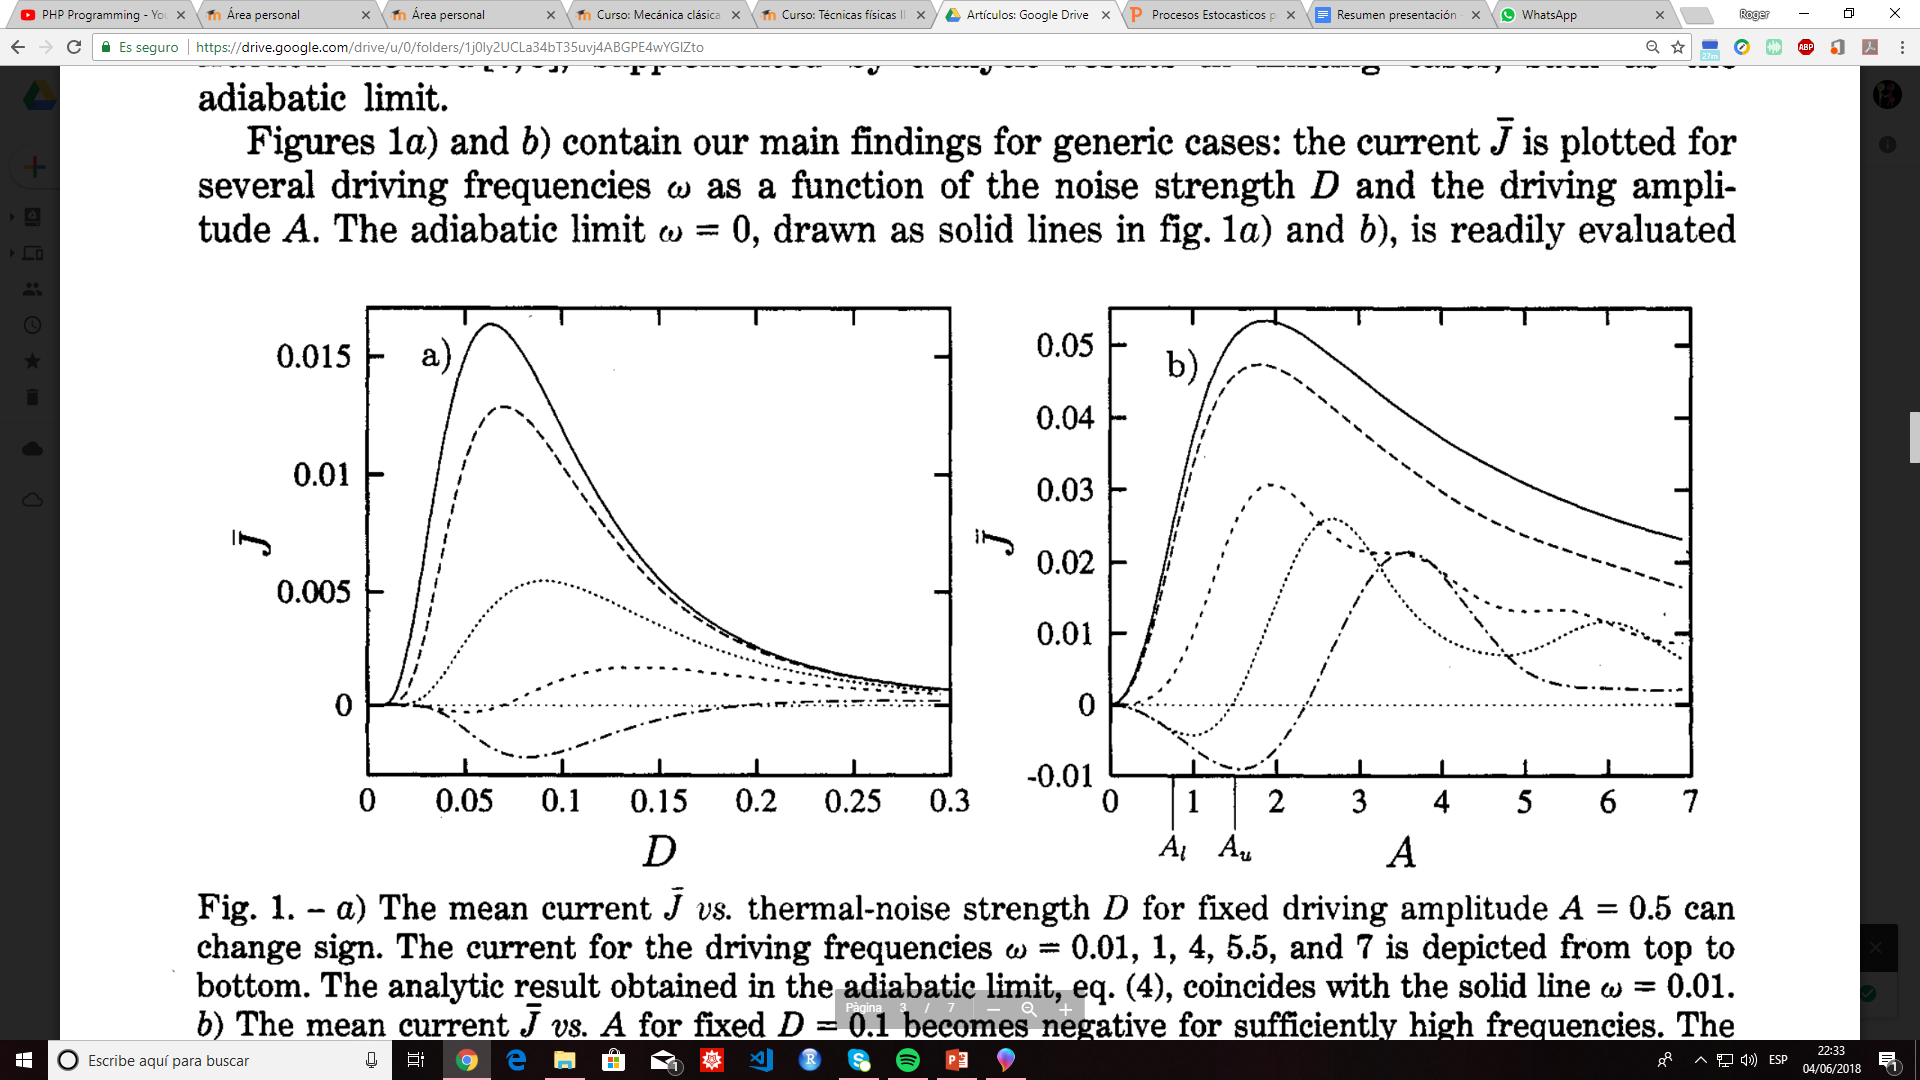 PHP Programming - You
Área personal
Área personal
Curso: Mecánica clásica
Curso: Técnicas físicas II
Artículos: Google Drive
Procesos Estocasticos p
Resumen presentación
WhatsApp
Roger
Es seguro
https://drive.google.com/drive/u/0/folders/1j0ly2UCLa34bT35uvj4ABGPE4wYGIZto
ABP
27m
adiabatic limit.
Figures 1a) and b) contain our main findings for generic cases: the current J̄ is plotted for
several driving frequencies ω as a function of the noise strength D and the driving ampli-
tude A. The adiabatic limit ω = 0, drawn as solid lines in fig. 1a) and b), is readily evaluated
a)
0.015
0.01
0.005
0
J̄
0 0.05 0.1 0.15 0.2 0.25 0.3
D
b)
0.05
0.04
0.03
0.02
0.01
0
-0.01
J̄
0 1 2 3 4 5 6 7
Al Au A
Fig. 1. – a) The mean current J̄ vs. thermal-noise strength D for fixed driving amplitude A = 0.5 can
change sign. The current for the driving frequencies ω = 0.01, 1, 4, 5.5, and 7 is depicted from top to
bottom. The analytic result obtained in the adiabatic limit, eq. (4), coincides with the solid line ω = 0.01.
b) The mean current J̄ vs. A for fixed D = 0.1 becomes negative for sufficiently high frequencies. The
Pàgina 3 / 7
Escribe aquí para buscar
1
ESP
22:33
04/06/2018
1